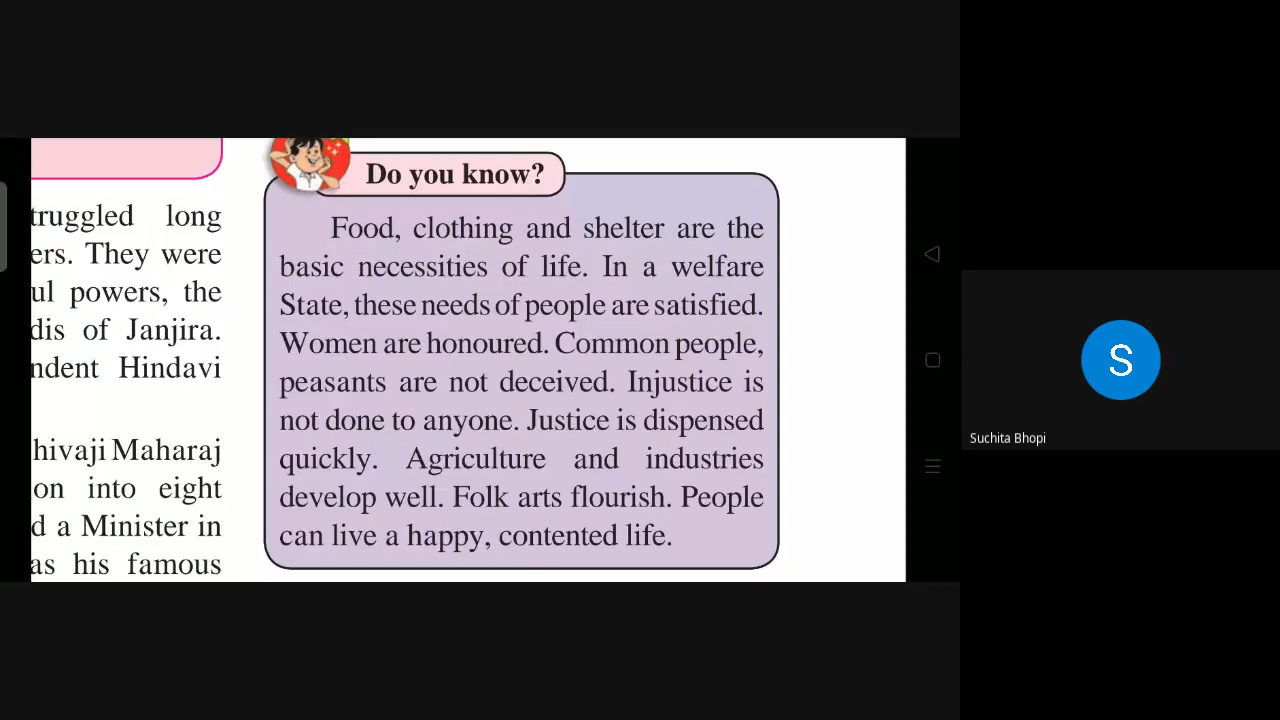 truggled long
ers. They were
ul powers, the
dis of Janjira.
ndent Hindavi
hivaji Maharaj
on into eight
d a Minister in
as his famous
Do you know?
Food, clothing and shelter are the
basic necessities of life. In a welfare
State, these needs of people are satisfied.
Women are honoured. Common people,
peasants are not deceived. Injustice is
not done to anyone. Justice is dispensed
quickly. Agriculture and industries
develop well. Folk arts flourish. People
can live a happy, contented life.
S
Suchita Bhopi